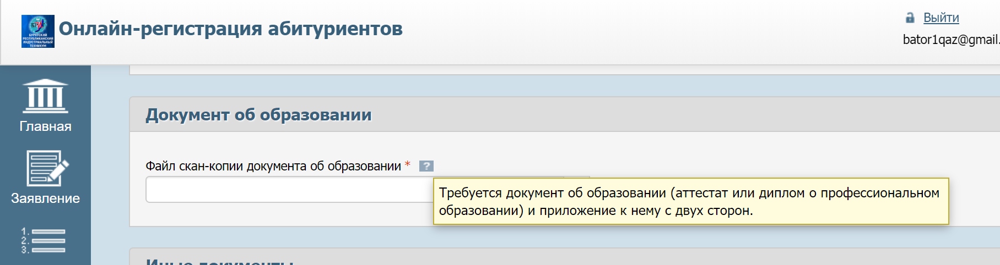 БРИТ
БУРЯТСКИЙ
РЕСПУБЛИКАНСКИЙ
ИНДУСТРИАЛЬНЫЙ
ТЕХНИКУМ
Онлайн-регистрация абитуриентов
Выйти
bator1qaz@gmail.
Главная
Заявление
1.
2.
3.
Документ об образовании
Файл скан-копии документа об образовании * ?
Требуется документ об образовании (аттестат или диплом о профессиональном
образовании) и приложение к нему с двух сторон.
Иные документы